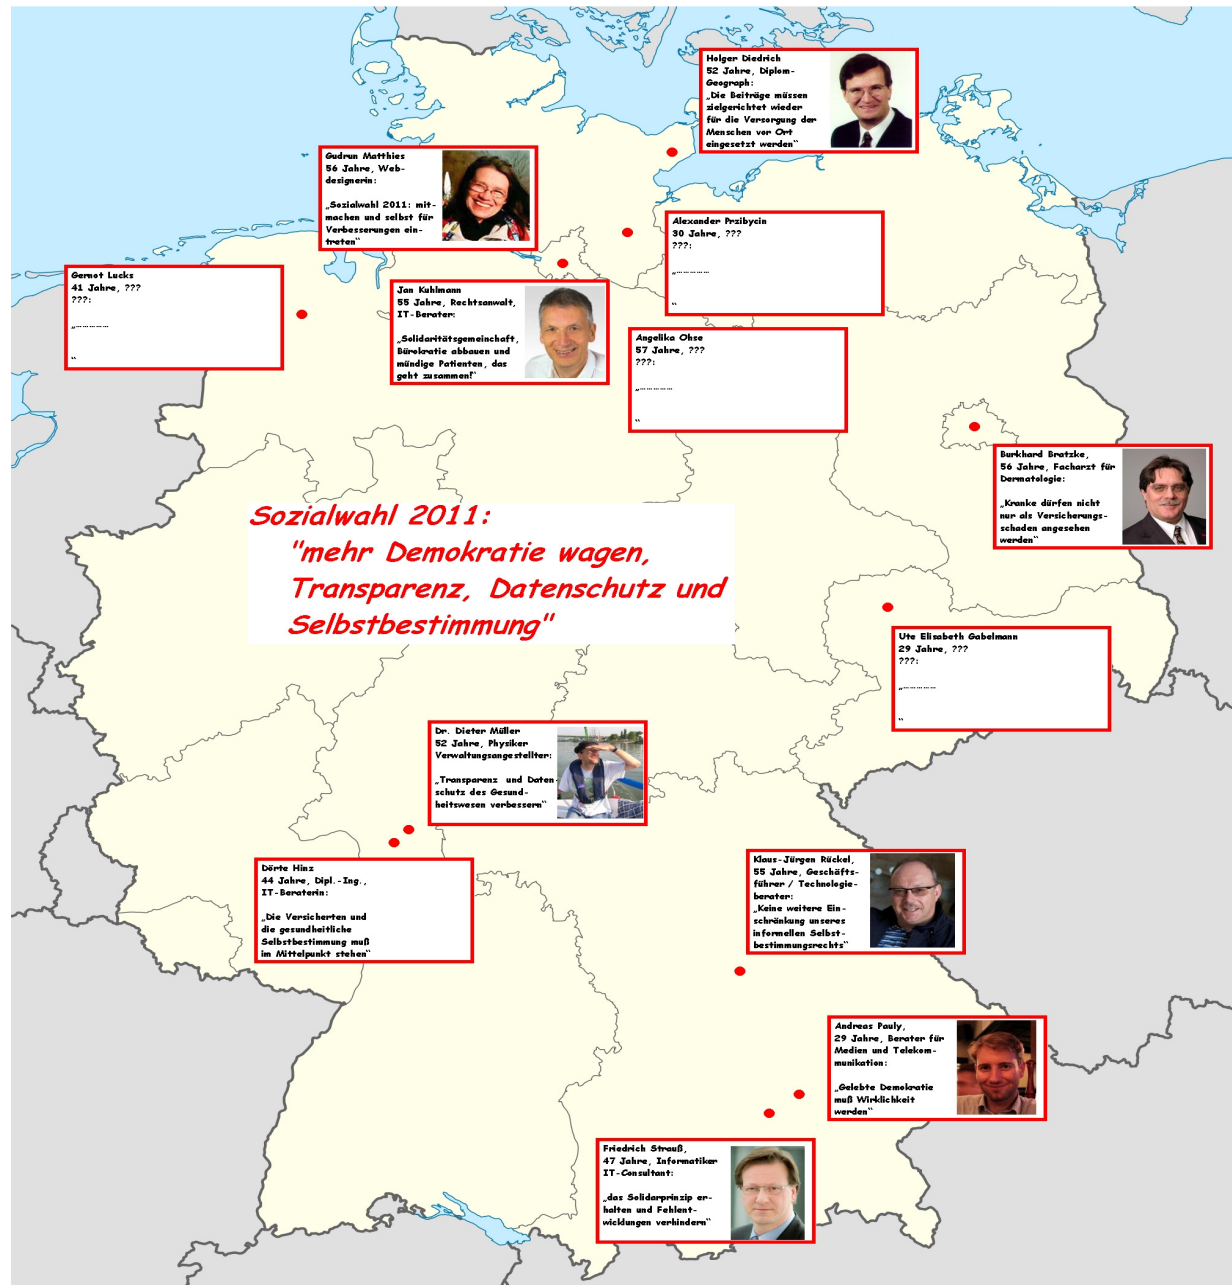 Holger Diedrich
52 Jahre, Diplom-
Geograph:
„Die Beiträge müssen
zielgerichtet wieder
für die Versorgung der
Menschen vor Ort
eingesetzt werden“
Gudrun Matthies
56 Jahre, Web-
designerin:
„Sozialwahl 2011: mit-
machen und selbst für
Verbesserungen ein-
treten“
Alexander Przibycin
30 Jahre, ???
???:
„……………
“
Gernot Lucks
41 Jahre, ???
???:
„……………
“
Jan Kuhlmann
55 Jahre, Rechtsanwalt,
IT-Berater:
„Solidaritätsgemeinchaft,
Bürokratie abbauen und
mündige Patienten, das
geht zusammen!“
Angelika Ohse
57 Jahre, ???
???:
„……………
“
Burkhard Bratzke,
56 Jahre, Facharzt für
Dermatologie:
„Kranke dürfen nicht
nur als Versicherungs-
schaden angesehen
werden“
Sozialwahl 2011:
"mehr Demokratie wagen,
Transparenz, Datenschutz und
Selbstbestimmung"
Ute Elisabeth Gabelmann
29 Jahre, ???
???:
„……………
“
Dr. Dieter Müller
52 Jahre, Physiker
Verwaltungsangestellter:
„Transparenz und Daten-
schutz des Gesund-
heitswesen verbessern“
Dörte Hinz
44 Jahre, Dipl.-Ing.,
IT-Beraterin:
„Die Versicherten und
die gesundheitliche
Selbstbestimmung muß
im Mittelpunkt stehen“
Klaus-Jürgen Rückel,
55 Jahre, Geschäfts-
führer / Technologie-
berater:
„Keine weitere Ein-
schränkung unseres
informellen Selbst-
bestimmungsrechts“
Andreas Pauly,
29 Jahre, Berater für
Medien und Telekom-
munikation:
„Gelebte Demokratie
muß Wirklichkeit
werden“
Friedrich Strauß,
47 Jahre, Informatiker
IT-Consultant:
„das Solidarprinzip er-
halten und Fehlent-
wicklungen verhindern“